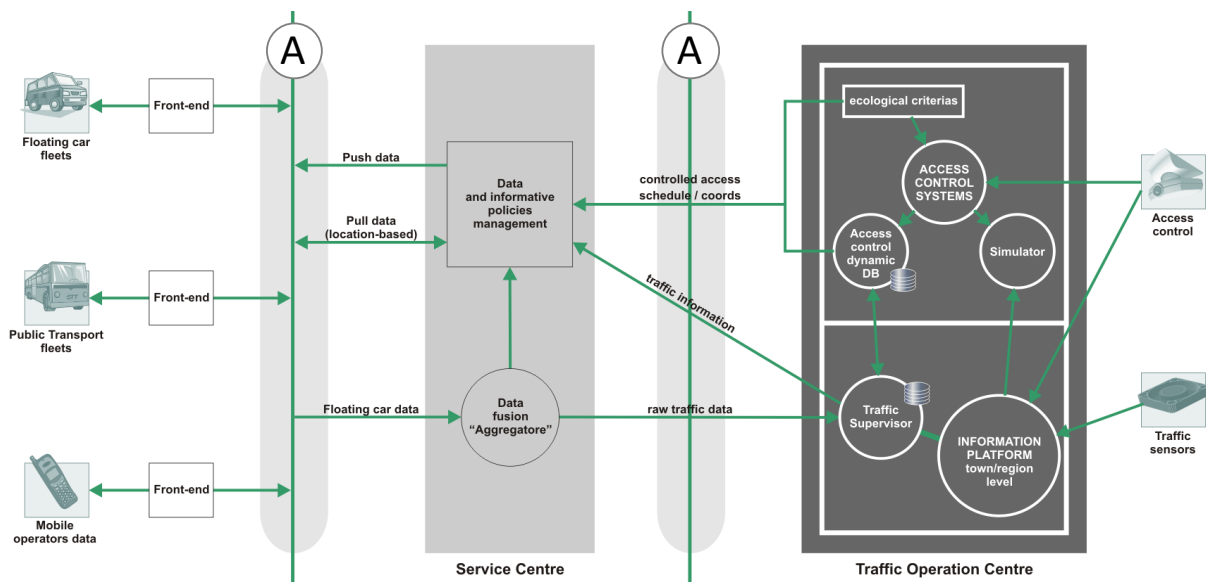 A
A
Front-end
Floating car
fleets
Push data
Pull data
(location-based)
Front-end
Public Transport
fleets
Floating car data
Front-end
Mobile
operators data
Data
and informative
policies
management
Data
fusion
“Aggregatore”
Service Centre
controlled access
schedule / coords
traffic information
raw traffic data
ecological criterias
ACCESS
CONTROL
SYSTEMS
Access
control
dynamic
DB
Simulator
Traffic
Supervisor
INFORMATION
PLATFORM
town/region
level
Traffic Operation Centre
Access
control
Traffic
sensors